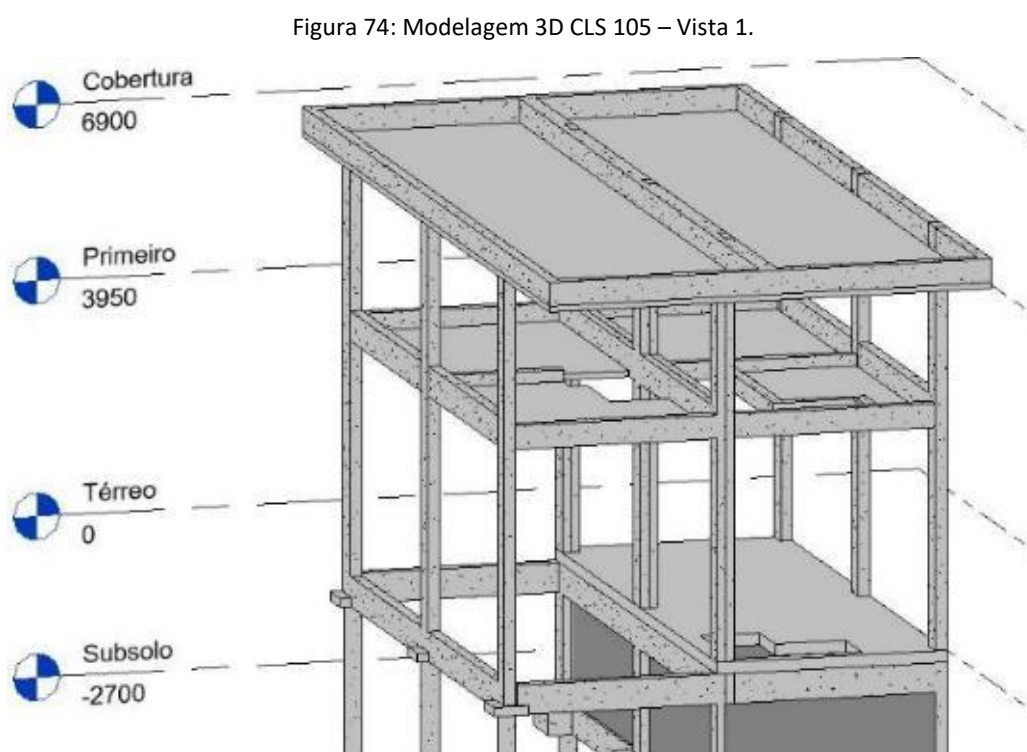 Figura 74: Modelagem 3D CLS 105 – Vista 1.
Cobertura
6900
Primeiro
3950
Térreo
0
Subsolo
-2700